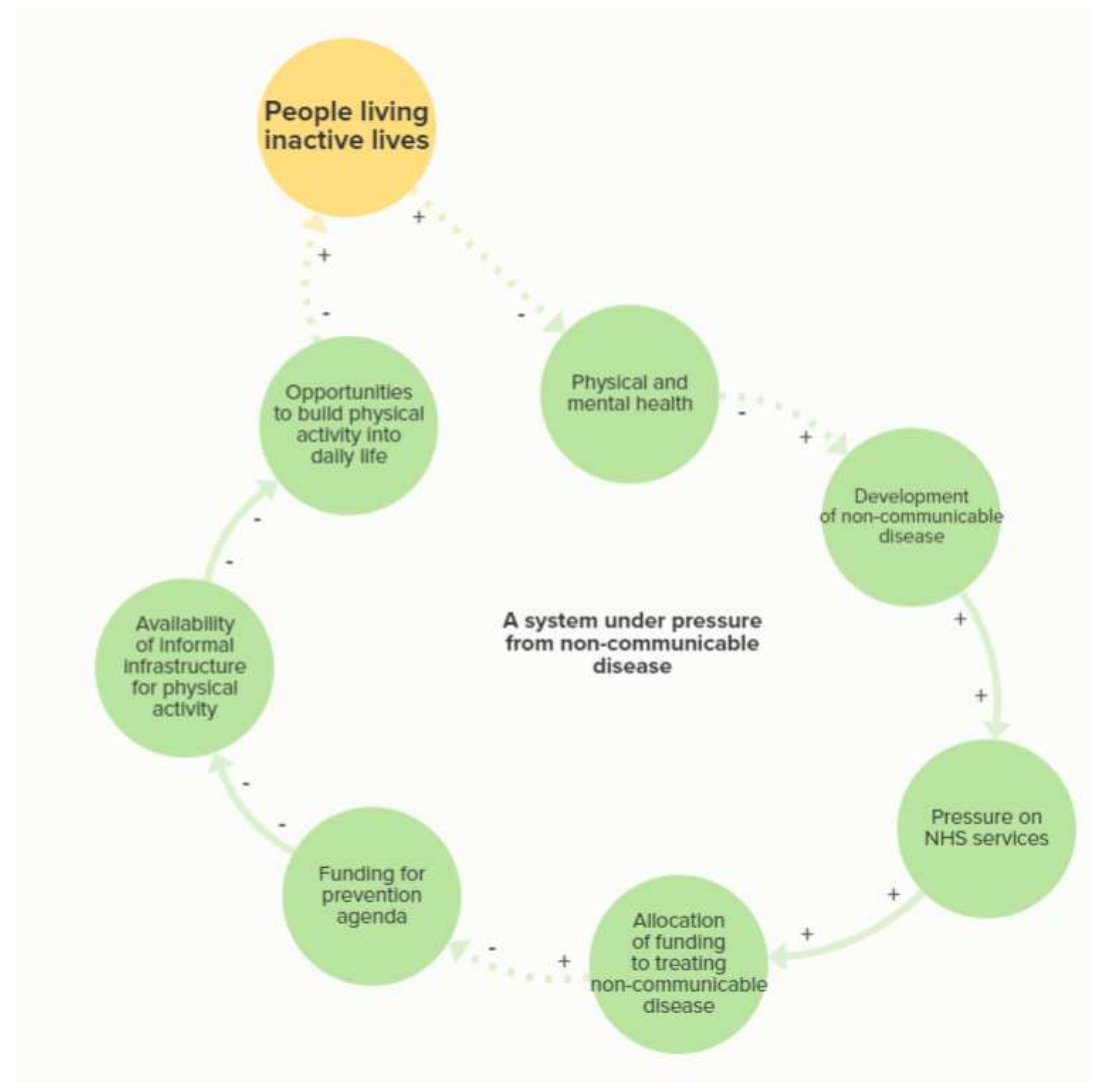 People living
inactive lives
+
+
-
-
Physical and
mental health
-
+
Opportunities
to build physical
activity into
daily life
Development
of non-communicable
disease
-
-
+
+
Availability
of informal
infrastructure
for physical
activity
A system under pressure
from non-communicable
disease
-
-
Pressure on
NHS services
+
+
Funding for
prevention
agenda
-
+
Allocation
of funding
to treating
non-communicable
disease